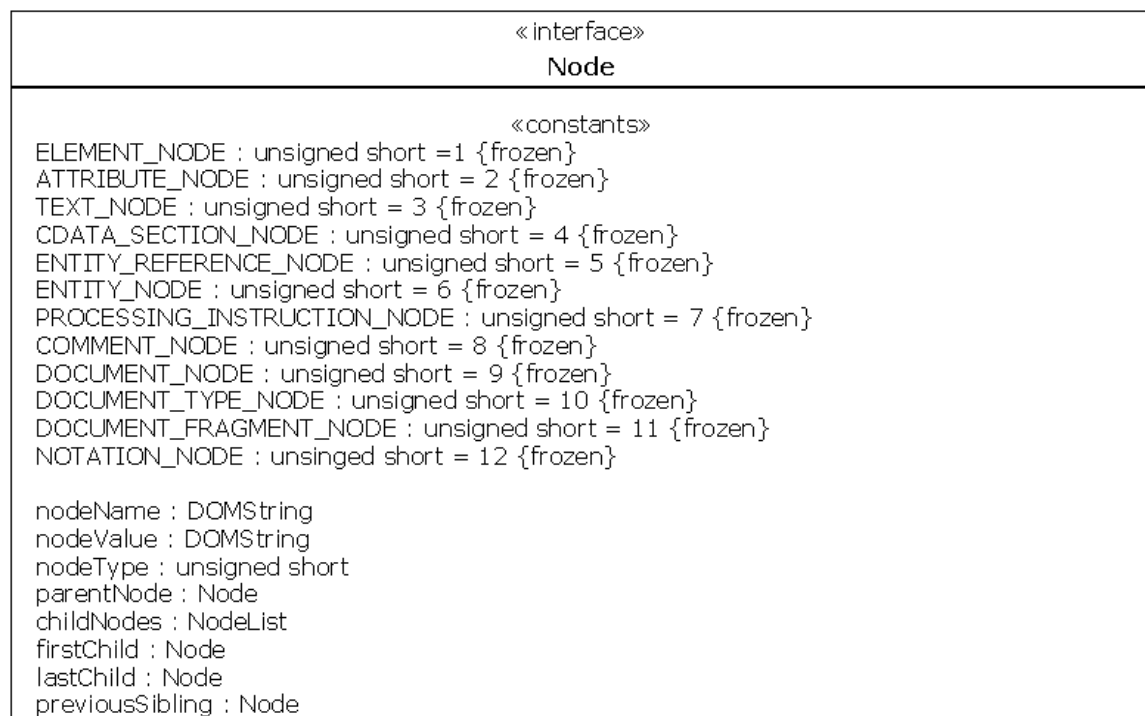 «interface»
Node
«constants»
ELEMENT_NODE : unsigned short =1 {frozen}
ATTRIBUTE_NODE : unsigned short = 2 {frozen}
TEXT_NODE : unsigned short = 3 {frozen}
CDATA_SECTION_NODE : unsigned short = 4 {frozen}
ENTITY_REFERENCE_NODE : unsigned short = 5 {frozen}
ENTITY_NODE : unsigned short = 6 {frozen}
PROCESSING_INSTRUCTION_NODE : unsigned short = 7 {frozen}
COMMENT_NODE : unsigned short = 8 {frozen}
DOCUMENT_NODE : unsigned short = 9 {frozen}
DOCUMENT_TYPE_NODE : unsigned short = 10 {frozen}
DOCUMENT_FRAGMENT_NODE : unsigned short = 11 {frozen}
NOTATION_NODE : unsinged short = 12 {frozen}
nodeName : DOMString
nodeValue : DOMString
nodeType : unsigned short
parentNode : Node
childNodes : NodeList
firstChild : Node
lastChild : Node
previousSibling : Node